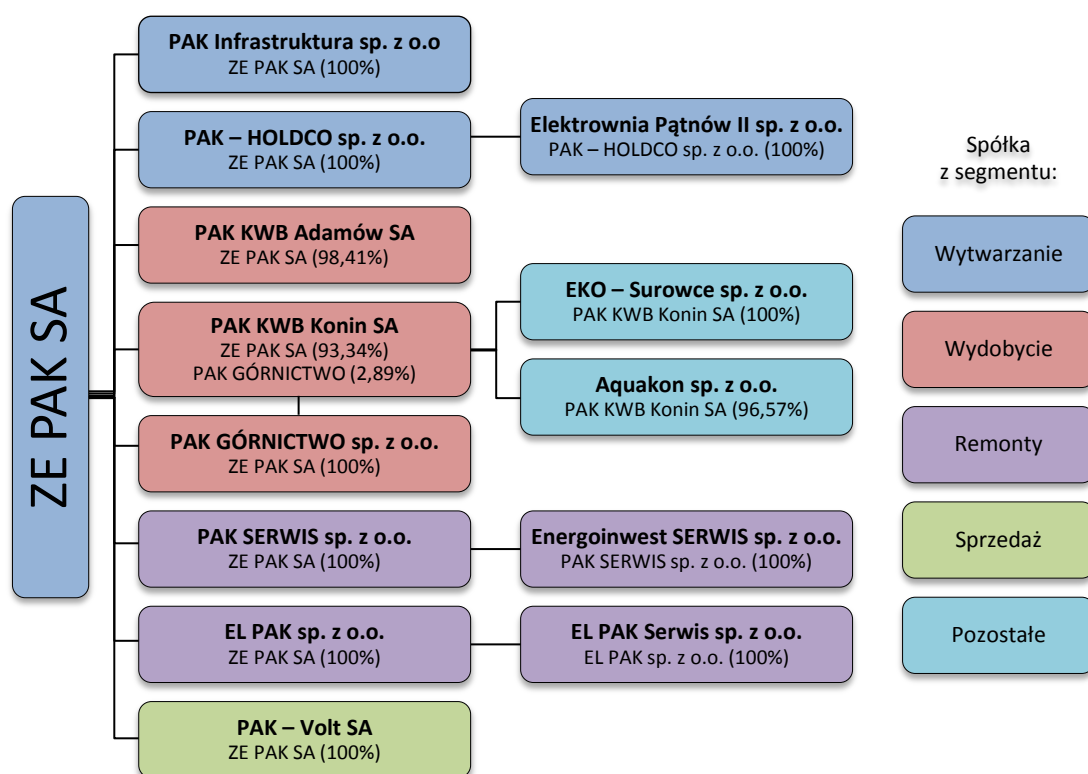 ZE PAK SA
PAK Infrastruktura sp. z o.o
ZE PAK SA (100%)
PAK – HOLDCO sp. z o.o.
ZE PAK SA (100%)
Elektrownia Pątnów II sp. z o.o.
PAK – HOLDCO sp. z o.o. (100%)
PAK KWB Adamów SA
ZE PAK SA (98,41%)
PAK KWB Konin SA
ZE PAK SA (93,34%)
PAK GÓRNICTWO (2,89%)
EKO – Surowce sp. z o.o.
PAK KWB Konin SA (100%)
Aquakon sp. z o.o.
PAK KWB Konin SA (96,57%)
PAK GÓRNICTWO sp. z o.o.
ZE PAK SA (100%)
PAK SERWIS sp. z o.o.
ZE PAK SA (100%)
Energoinwest SERWIS sp. z o.o.
PAK SERWIS sp. z o.o. (100%)
EL PAK sp. z o.o.
ZE PAK SA (100%)
EL PAK Serwis sp. z o.o.
EL PAK sp. z o.o. (100%)
PAK – Volt SA
ZE PAK SA (100%)
Spółka
z segmentu:
Wytwarzanie
Wydobycie
Remonty
Sprzedaż
Pozostałe